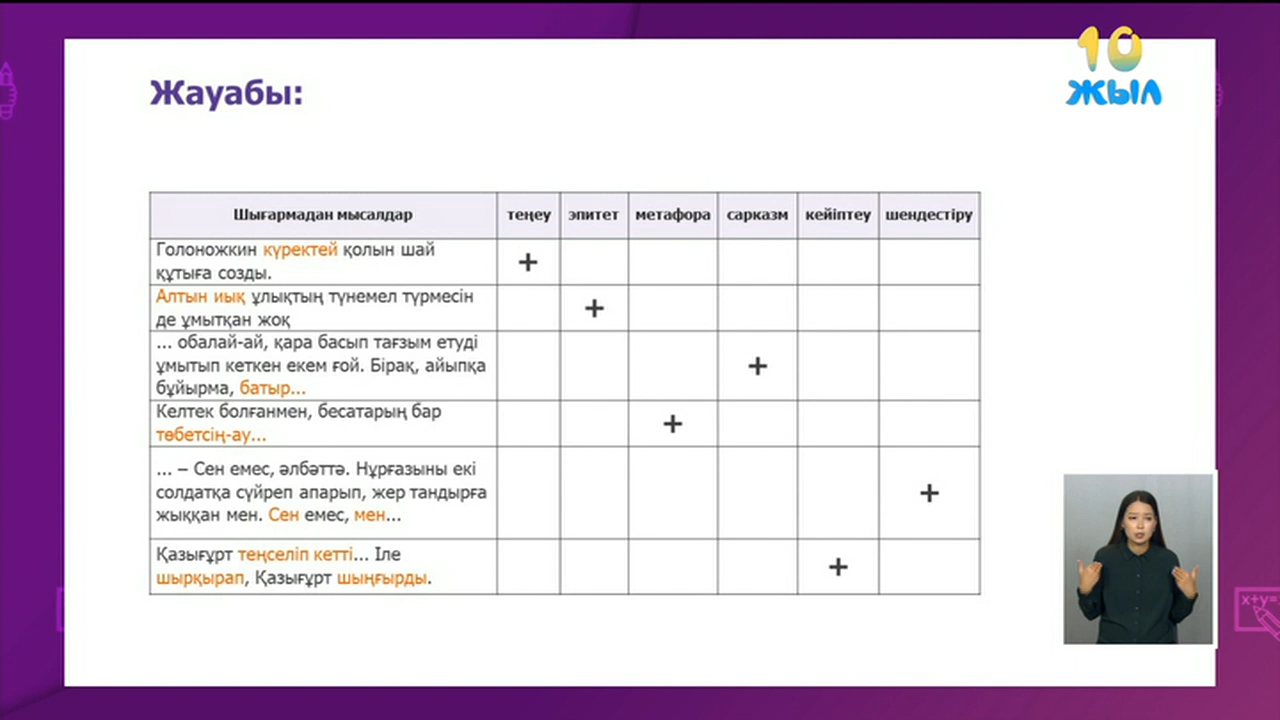 10
ЖЫЛ
Жауабы:
Шығармадан мысалдар теңеу эпитет метафора сарказм кейіптеу шендестіру
Голоножкин күректей қолын шай
құтыға созды.
+
Алтын иық ұлықтың түнемел түрмесін
де ұмытқан жоқ
+
... обалай-ай, қара басып тағзым етуді
ұмытып кеткен екем ғой. Бірақ, айыпқа
бұйырма, батыр...
+
Келтек болғанмен, бесатарың бар
төбетсің-ау...
+
... – Сен емес, әлбәттә. Нұрғазыны екі
солдатқа сүйреп апарып, жер тандырға
жыққан мен. Сен емес, мен...
+
Қазығұрт теңселіп кетті... Іле
шырқырап, Қазығұрт шыңғырды.
+
x+y=